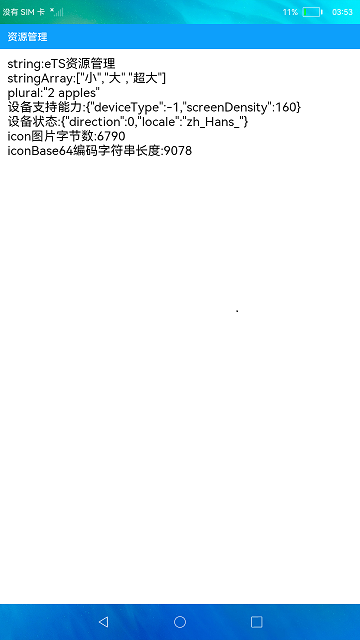 没有 SIM 卡 11% 03:53
资源管理
string:eTS资源管理
stringArray:["小","大","超大"]
plural:"2 apples"
设备支持能力:{"deviceType":-1,"screenDensity":160}
设备状态:{"direction":0,"locale":"zh_Hans_"}
icon图片字节数:6790
iconBase64编码字符串长度:9078